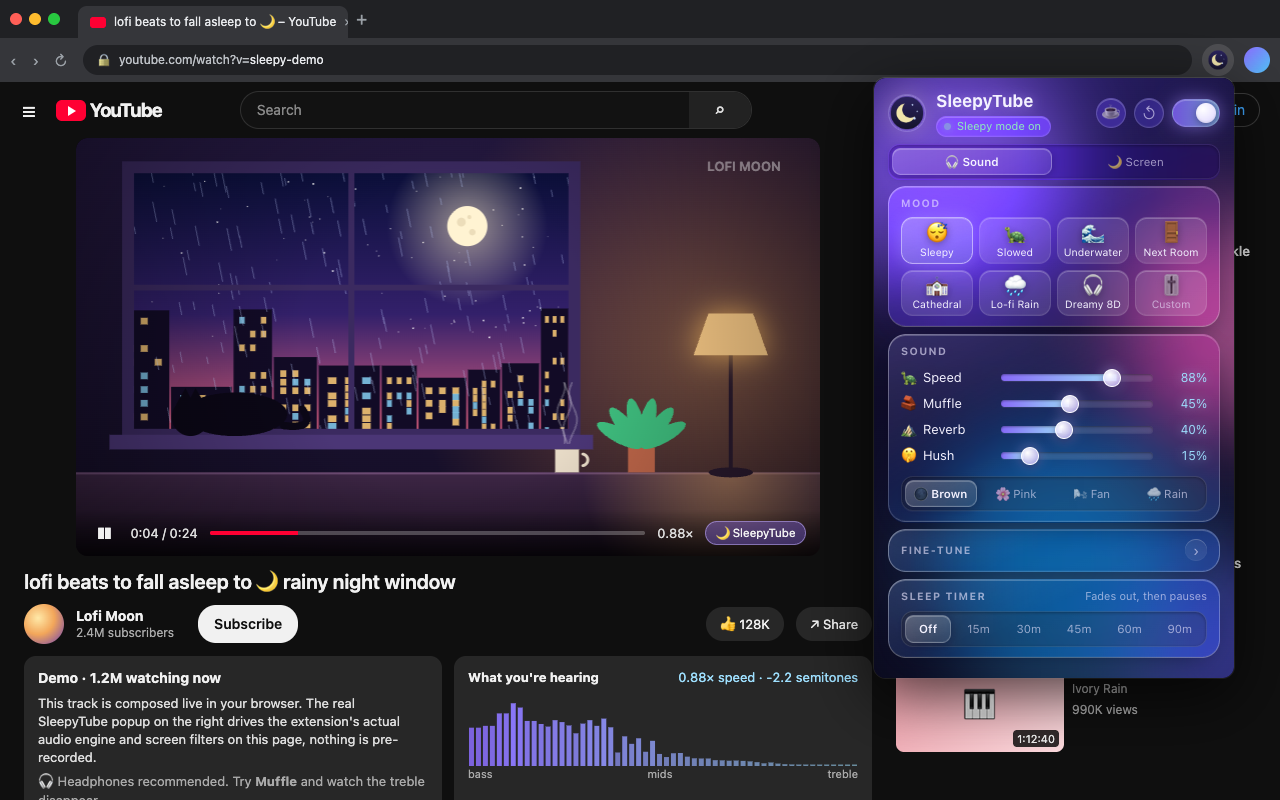 lofi beats to fall asleep to 🌙 – YouTube
youtube.com/watch?v=sleepy-demo
YouTube
Search
in
LOFI MOON
0:04 / 0:24
0.88×
🌙 SleepyTube
lofi beats to fall asleep to 🌙 rainy night window
Lofi Moon
2.4M subscribers
Subscribe
👍 128K
↗ Share
Demo · 1.2M watching now
This track is composed live in your browser. The real
SleepyTube popup on the right drives the extension's actual
audio engine and screen filters on this page, nothing is pre-
recorded.
🎧 Headphones recommended. Try Muffle and watch the treble
disappear.
What you're hearing
0.88× speed · -2.2 semitones
bass
mids
treble
SleepyTube
Sleepy mode on
🎧 Sound
🌙 Screen
MOOD
Sleepy
Slowed
Underwater
Next Room
Cathedral
Lo-fi Rain
Dreamy 8D
Custom
SOUND
Speed
88%
Muffle
45%
Reverb
40%
Hush
15%
Brown
Pink
Fan
Rain
FINE-TUNE
SLEEP TIMER
Fades out, then pauses
Off
15m
30m
45m
60m
90m
kle
s
Ivory Rain
990K views
1:12:40